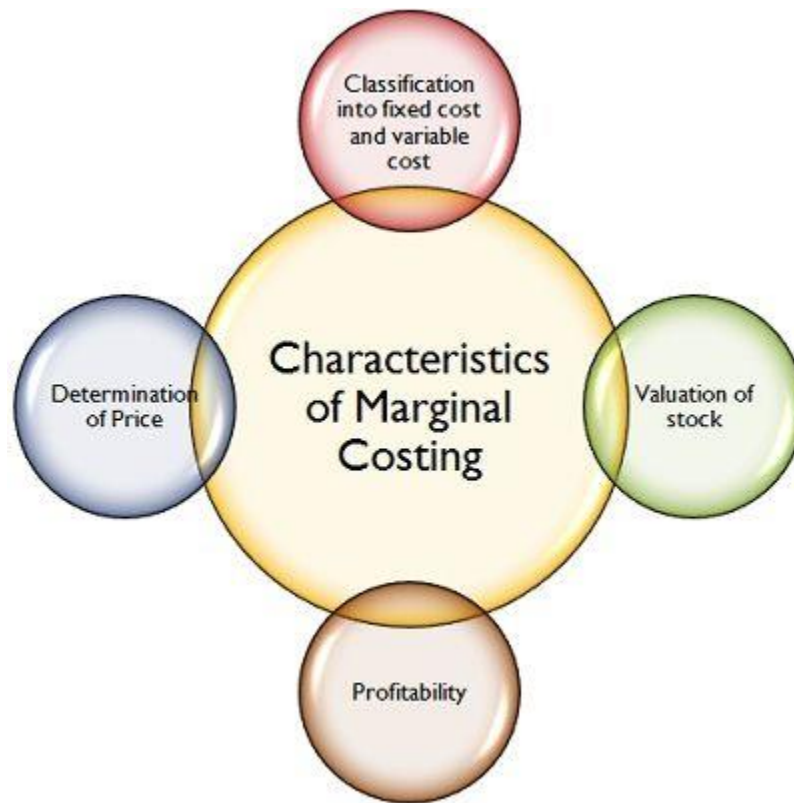 Classification
into fixed cost
and variable
cost
Characteristics
of Marginal
Costing
Determination
of Price
Valuation of
stock
Profitability